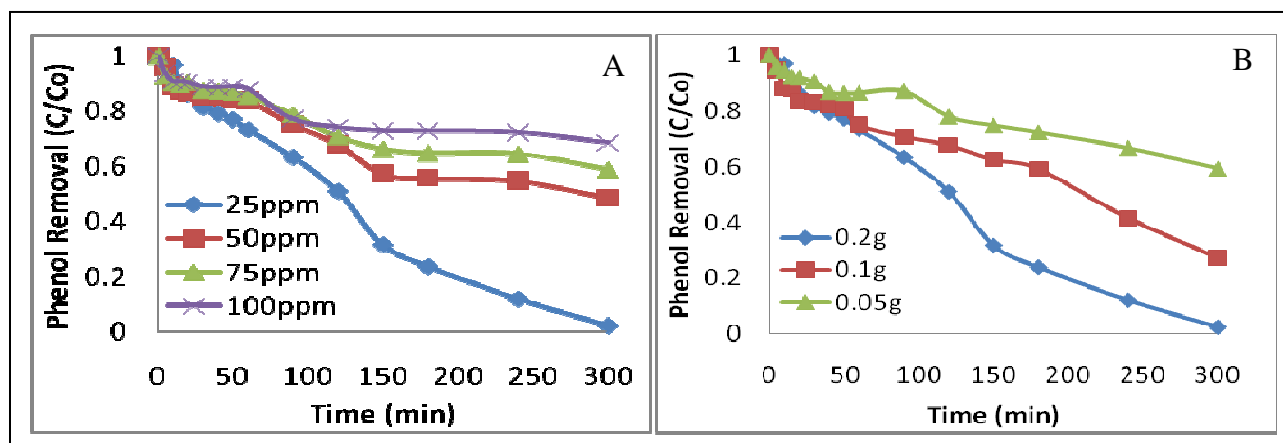 A
Phenol Removal (C/Co)
1
0.8
0.6
0.4
0.2
0
25ppm
50ppm
75ppm
100ppm
0 50 100 150 200 250 300
Time (min)
B
Phenol Removal (C/Co)
1
0.8
0.6
0.4
0.2
0
0.2g
0.1g
0.05g
0 50 100 150 200 250 300
Time (min)